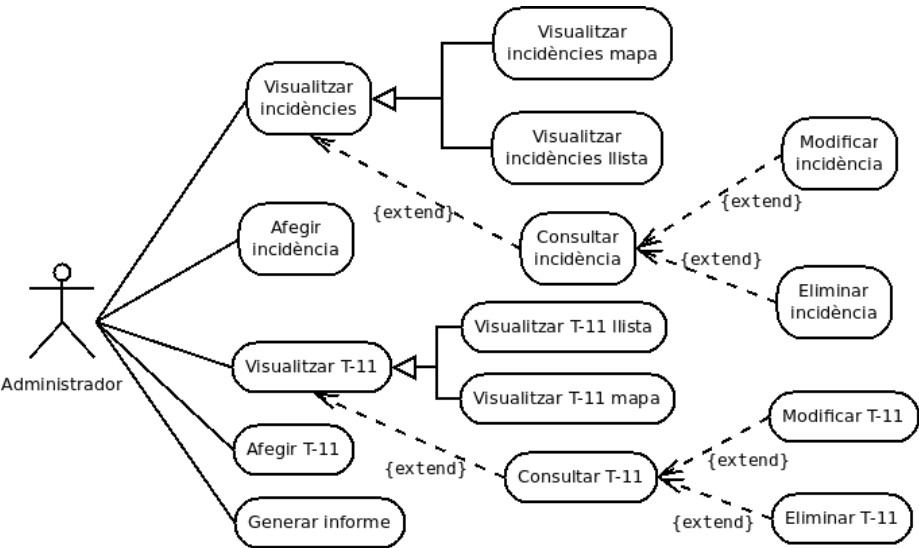 Visualitzar
incidències mapa
Visualitzar
incidències
Visualitzar
incidències llista
Modificar
incidència
{extend}
{extend}
Afegir
incidència
Consultar
incidència
{extend}
Eliminar
incidència
Visualitzar T-11 llista
Visualitzar T-11
Administrador
Visualitzar T-11 mapa
Modificar T-11
Afegir T-11
{extend}
{extend}
Consultar T-11
Generar informe
{extend}
Eliminar T-11